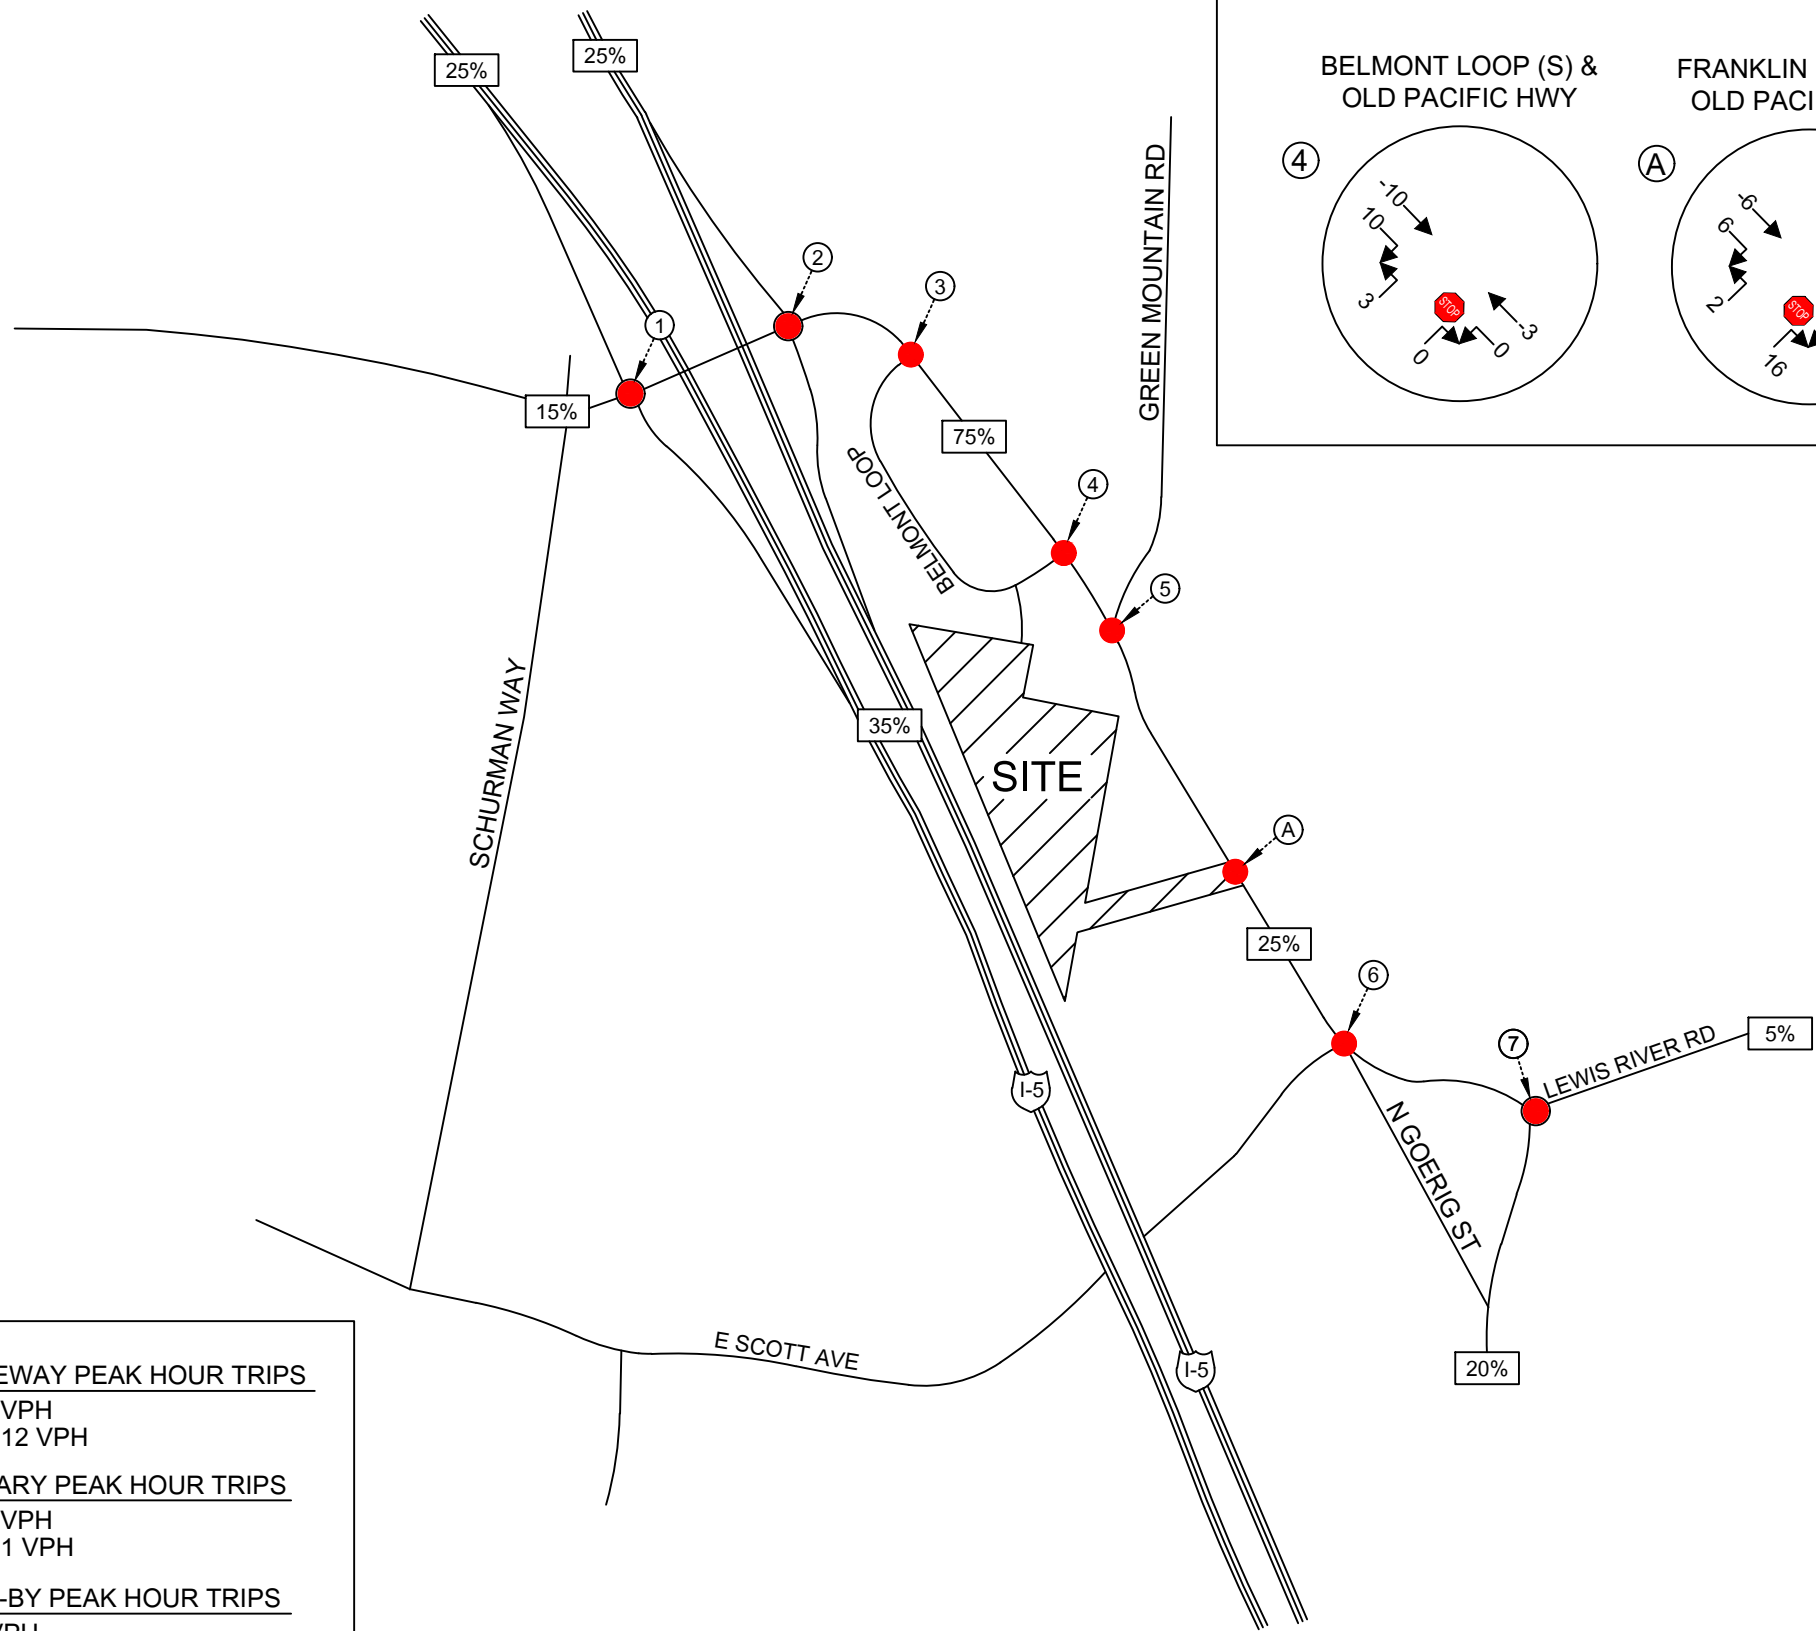 25%
25%
BELMONT LOOP (S) &
OLD PACIFIC HWY
FRANKLIN
OLD PACI
4
A
-10
10
3
STOP
-3
0
0
-6
6
2
STOP
16
GREEN MOUNTAIN RD
2
3
1
15%
75%
BELMONT LOOP
4
5
SCHURMAN WAY
35%
SITE
A
25%
6
7
LEWIS RIVER RD
5%
I-5
N GOERIG ST
E SCOTT AVE
I-5
20%
EWAY PEAK HOUR TRIPS
VPH
12 VPH
ARY PEAK HOUR TRIPS
VPH
1 VPH
-BY PEAK HOUR TRIPS
VPH